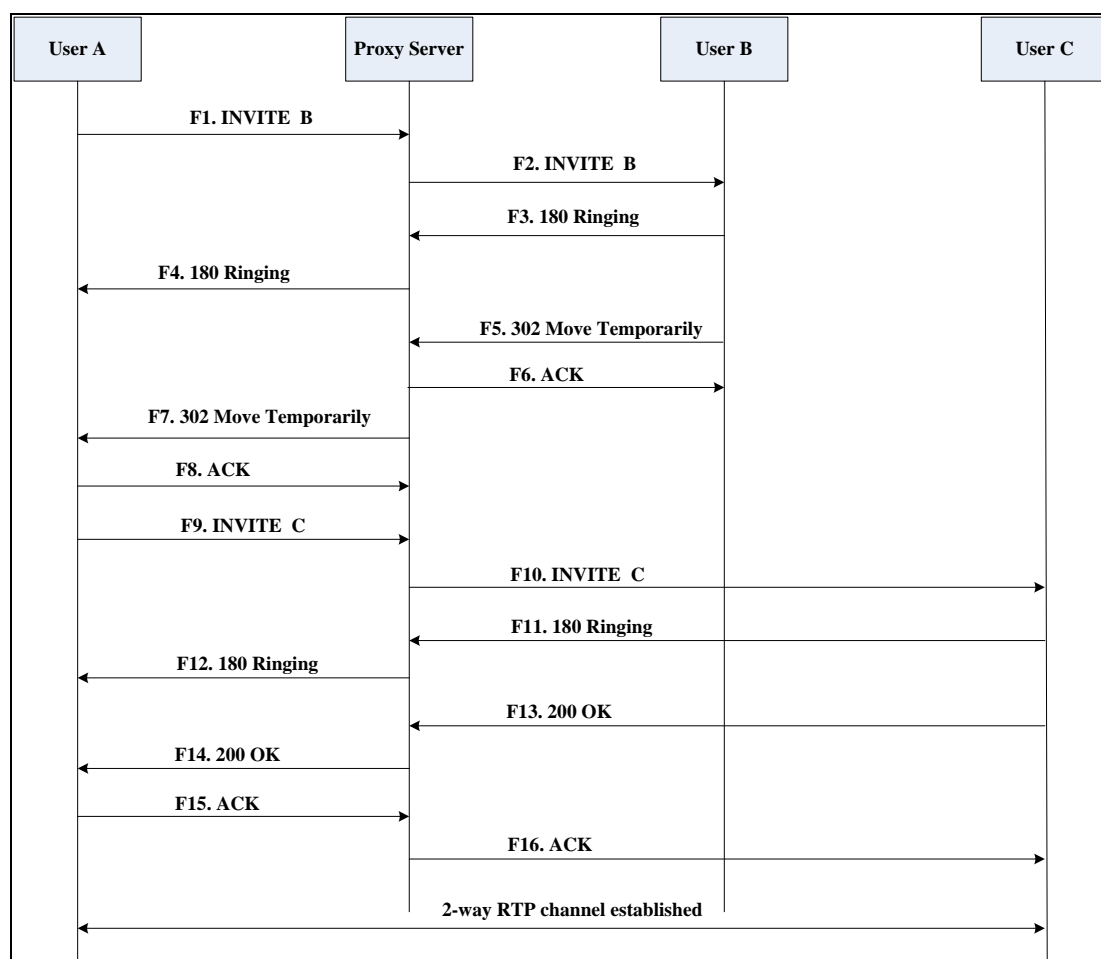 User A
Proxy Server
User B
User C
F1. INVITE B
F2. INVITE B
F3. 180 Ringing
F4. 180 Ringing
F5. 302 Move Temporarily
F6. ACK
F7. 302 Move Temporarily
F8. ACK
F9. INVITE C
F10. INVITE C
F11. 180 Ringing
F12. 180 Ringing
F13. 200 OK
F14. 200 OK
F15. ACK
F16. ACK
2-way RTP channel established